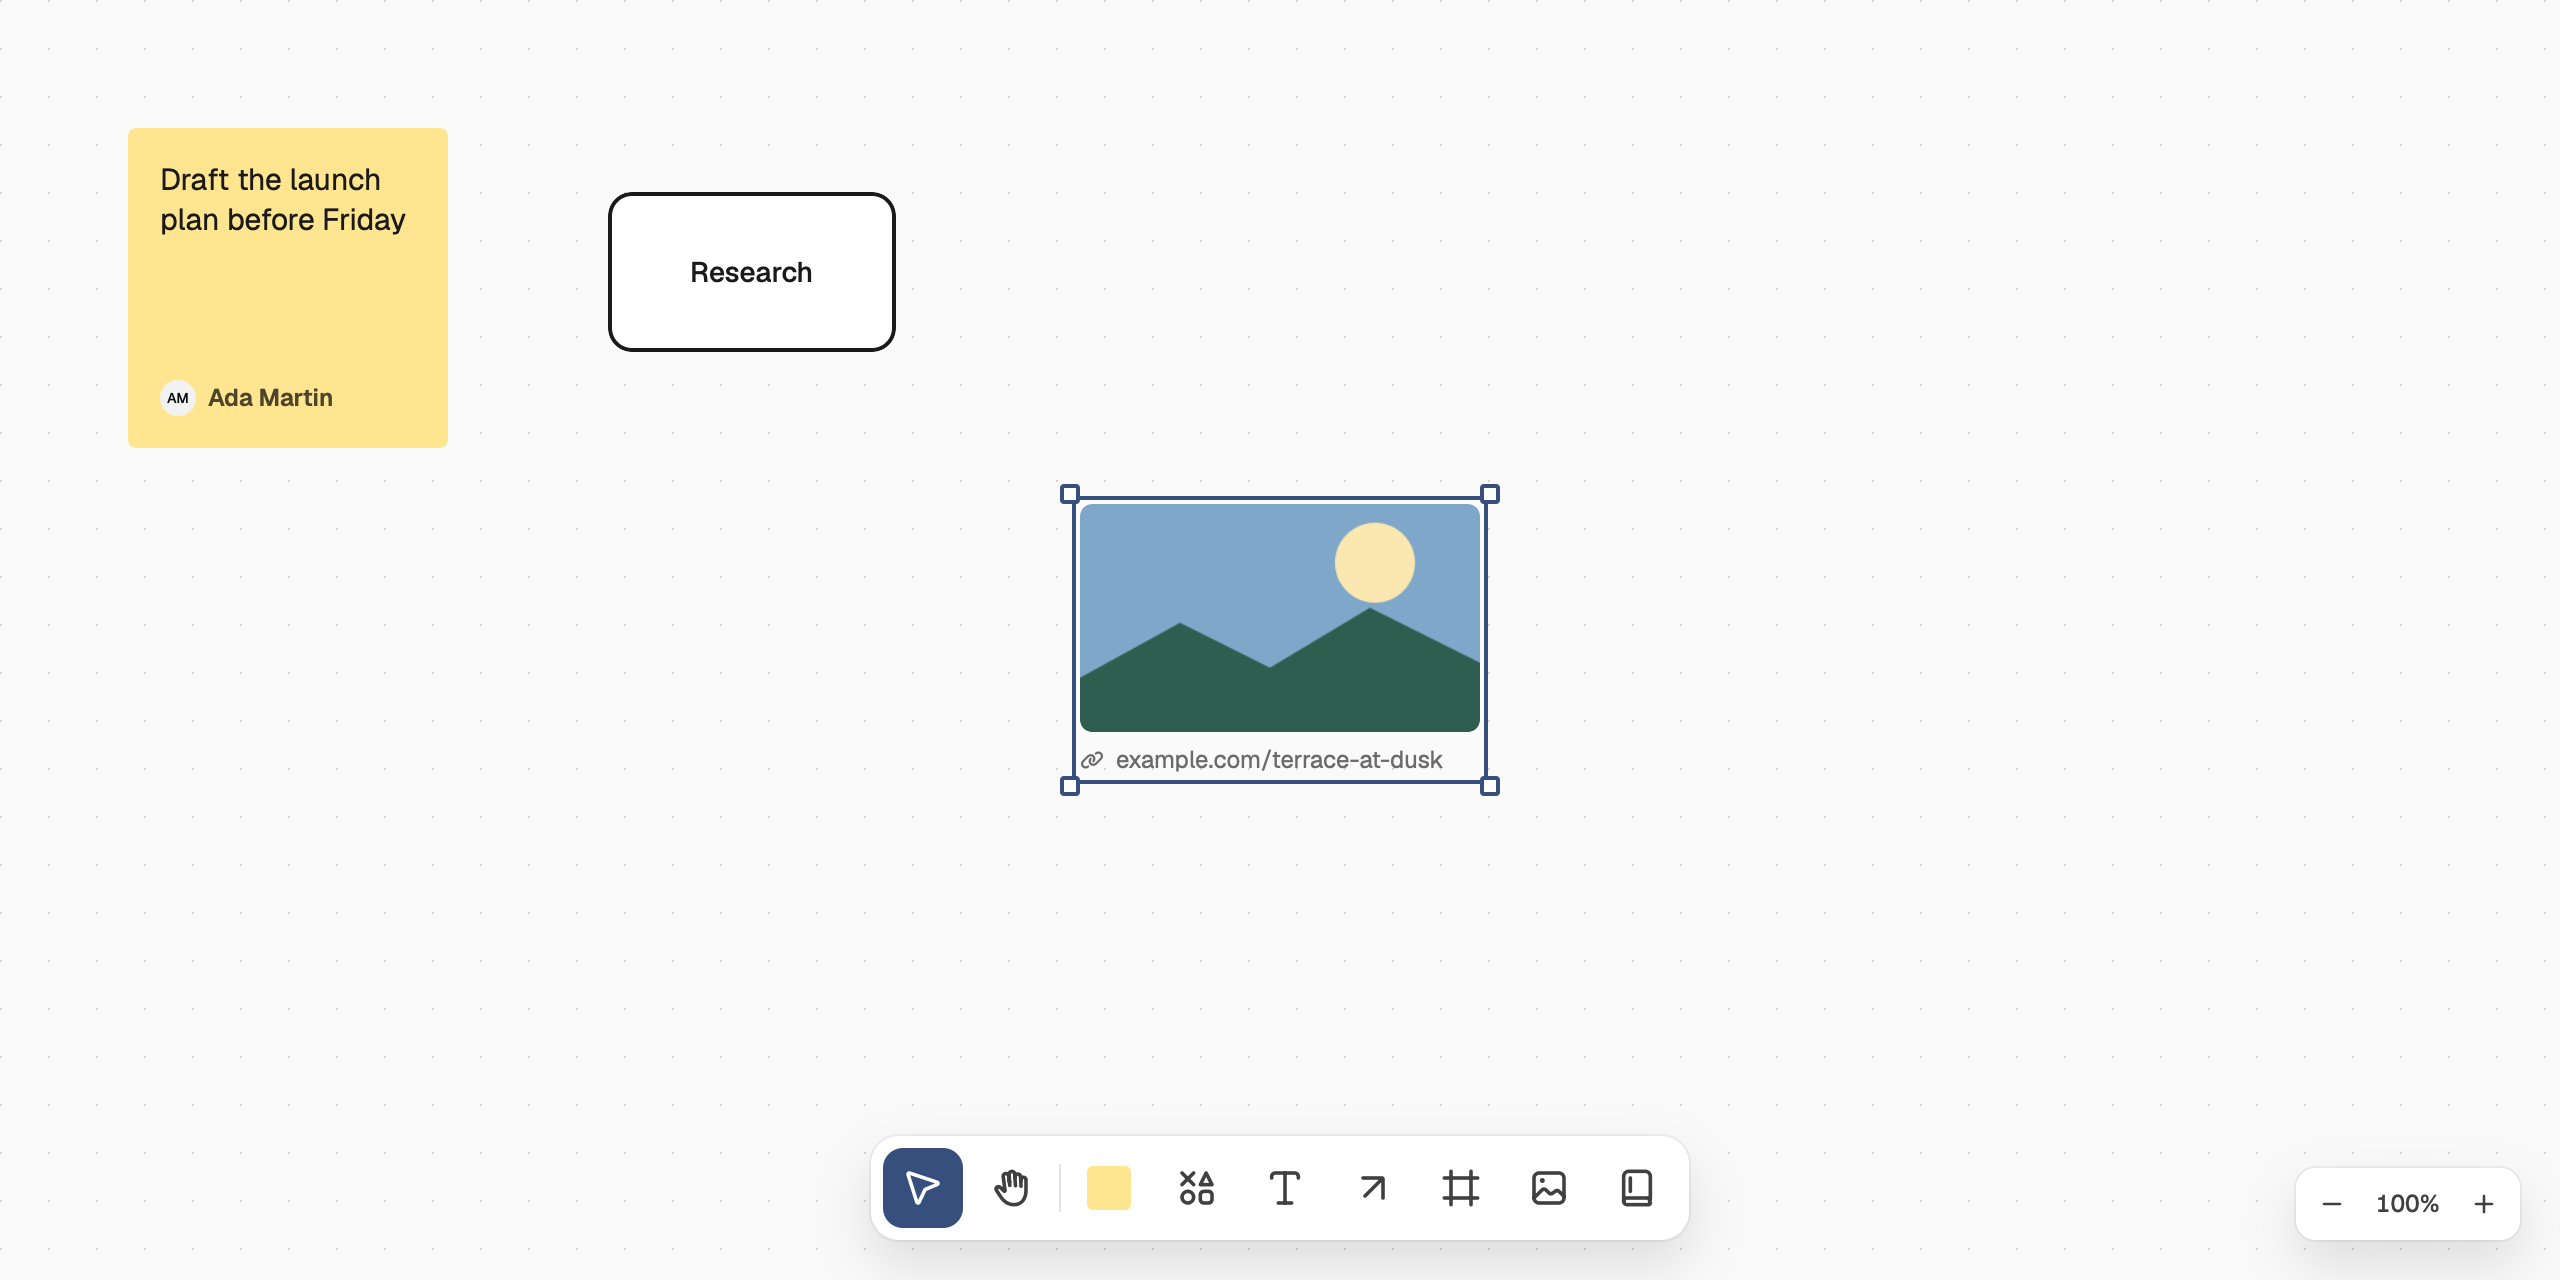 Draft the launch
plan before Friday
AM Ada Martin
Research
example.com/terrace-at-dusk
100%